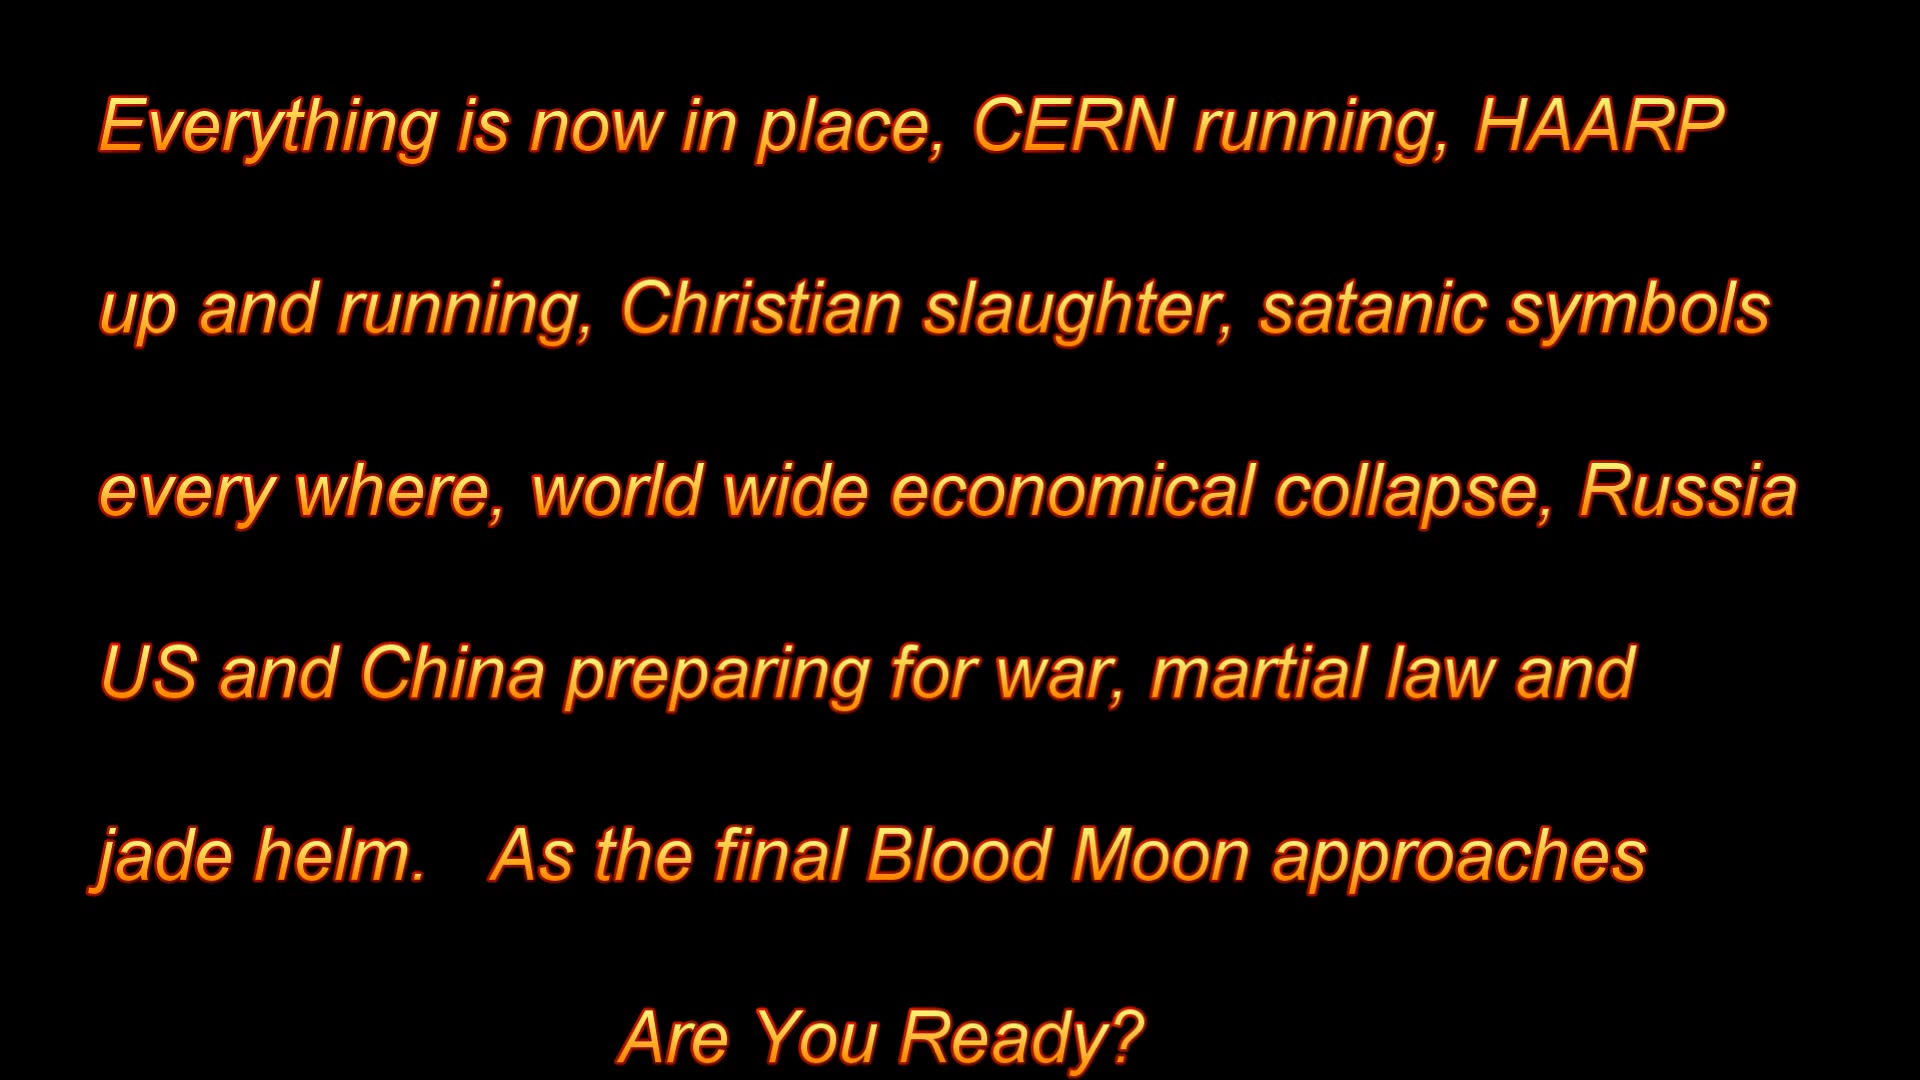 Everything is now in place, CERN running, HAARP
up and running, Christian slaughter, satanic symbols
every where, world wide economical collapse, Russia
US and China preparing for war, martial law and
jade helm.   As the final Blood Moon approaches
Are You Ready?